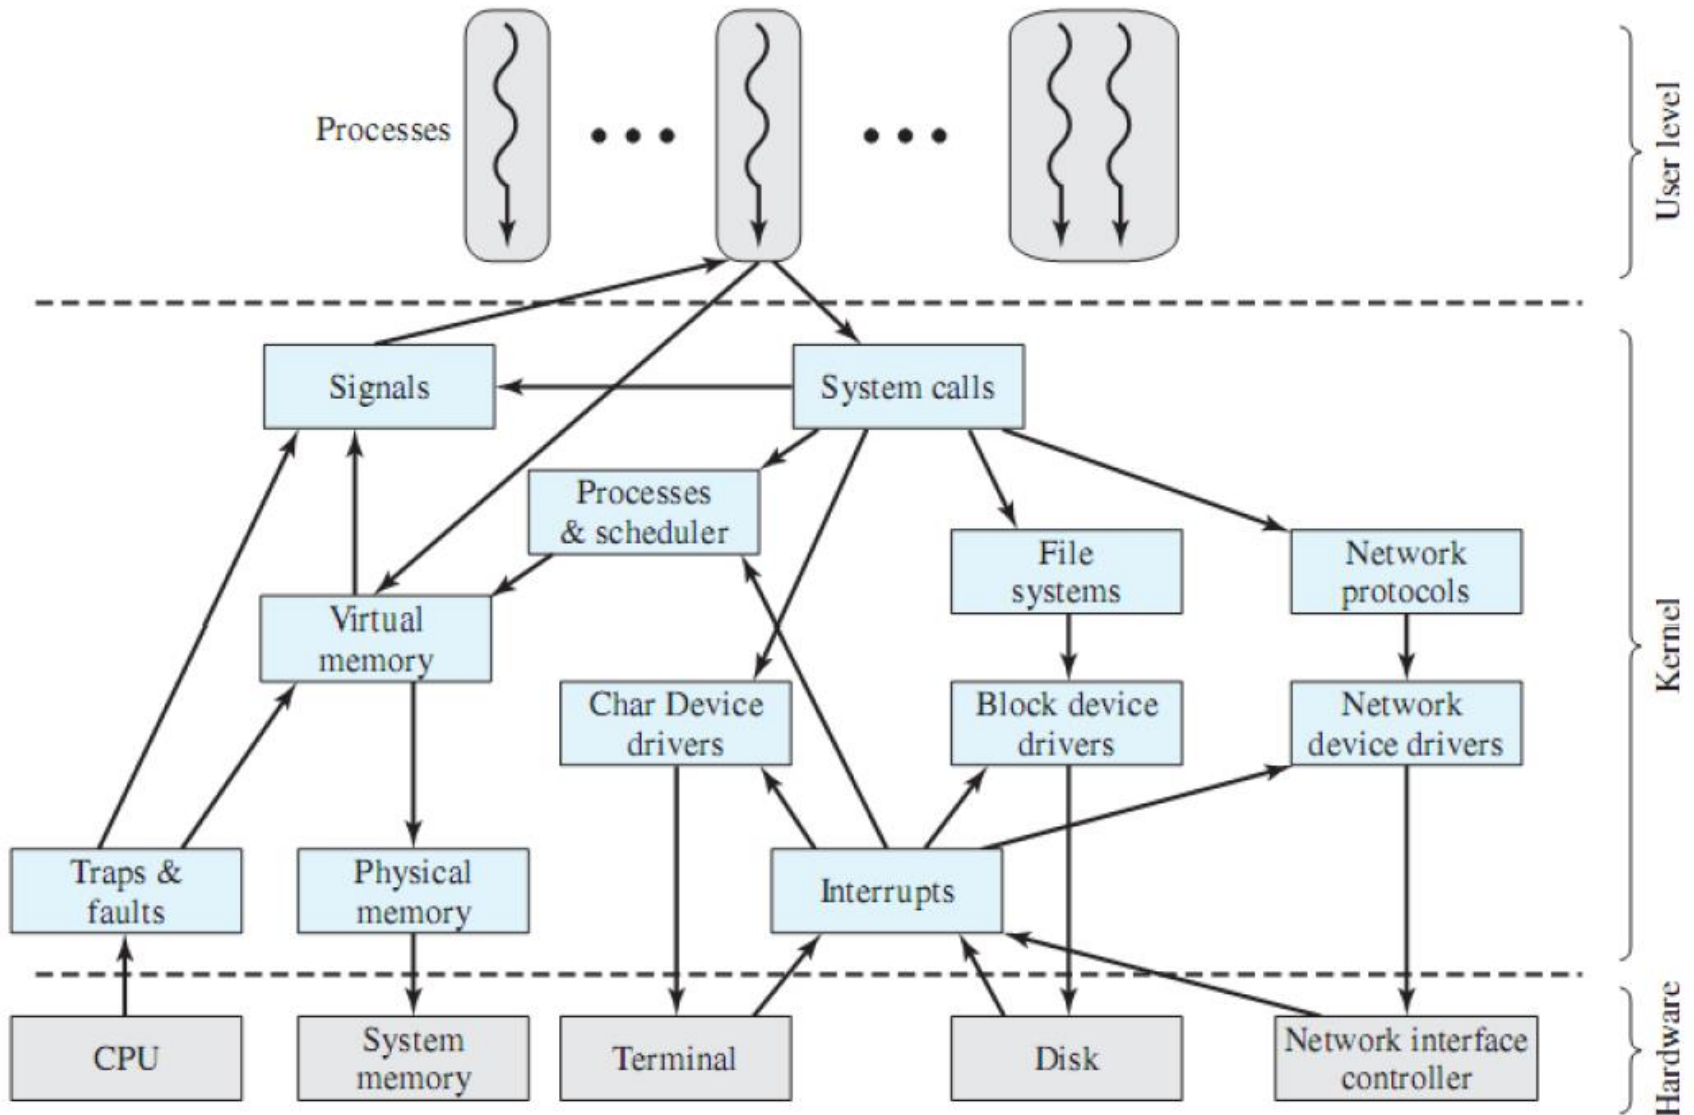 Processes
User level
Signals
System calls
Processes
& scheduler
File
systems
Network
protocols
Virtual
memory
Kernel
Char Device
drivers
Block device
drivers
Network
device drivers
Traps &
faults
Physical
memory
Interrupts
CPU
System
memory
Terminal
Disk
Network interface
controller
Hardware